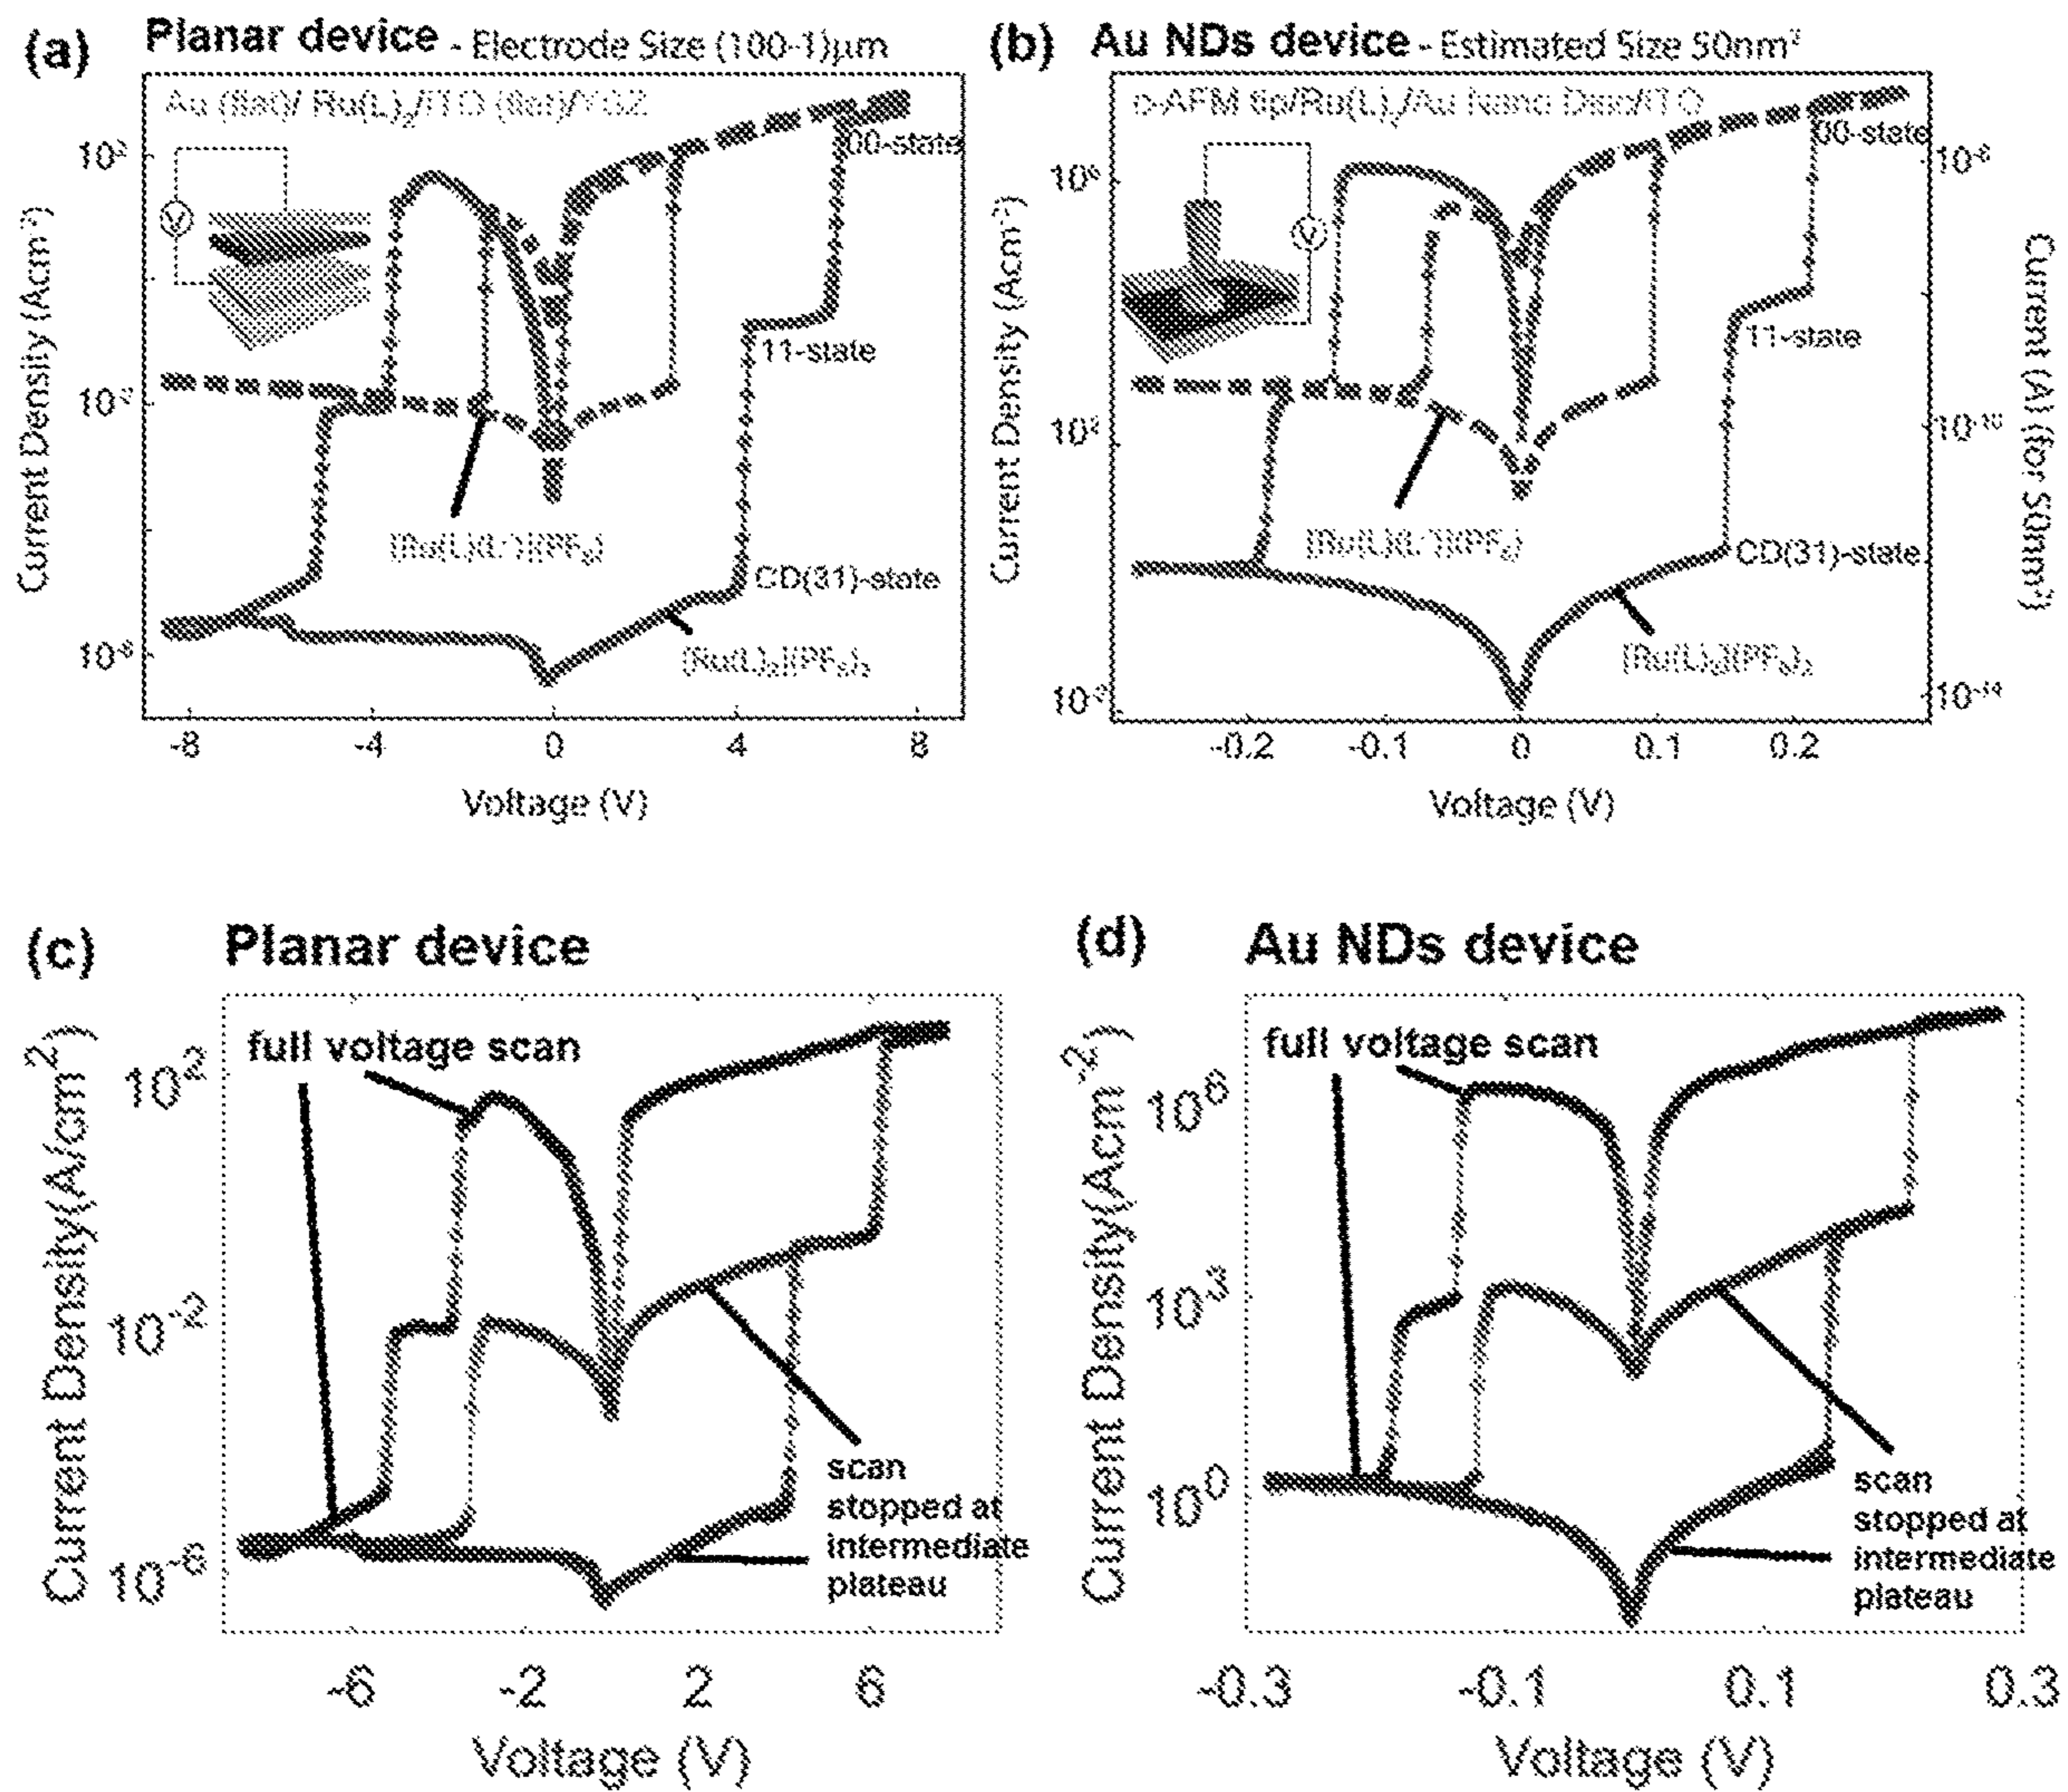 (a) Planar device - Electrode Size (100-1)μm
00-state
11-state
CD(31)-state
V
Current Density (Acm⁻²)
-8 -4 0 4 8
Voltage (V)
(b) Au NDs device - Estimated Size 50nm²
00-state
11-state
CD(31)-state
V
Current Density (Acm⁻²)
Current (A) (for 50nm²)
-0.2 -0.1 0 0.1 0.2
Voltage (V)
(c) Planar device
full voltage scan
scan
stopped at
intermediate
plateau
10²
10⁻²
10⁻⁶
Current Density(A/cm²)
-6 -2 2 6
Voltage (V)
(d) Au NDs device
full voltage scan
scan
stopped at
intermediate
plateau
10⁶
10³
10⁰
Current Density(Acm⁻²)
-0.3 -0.1 0.1 0.3
Voltage (V)